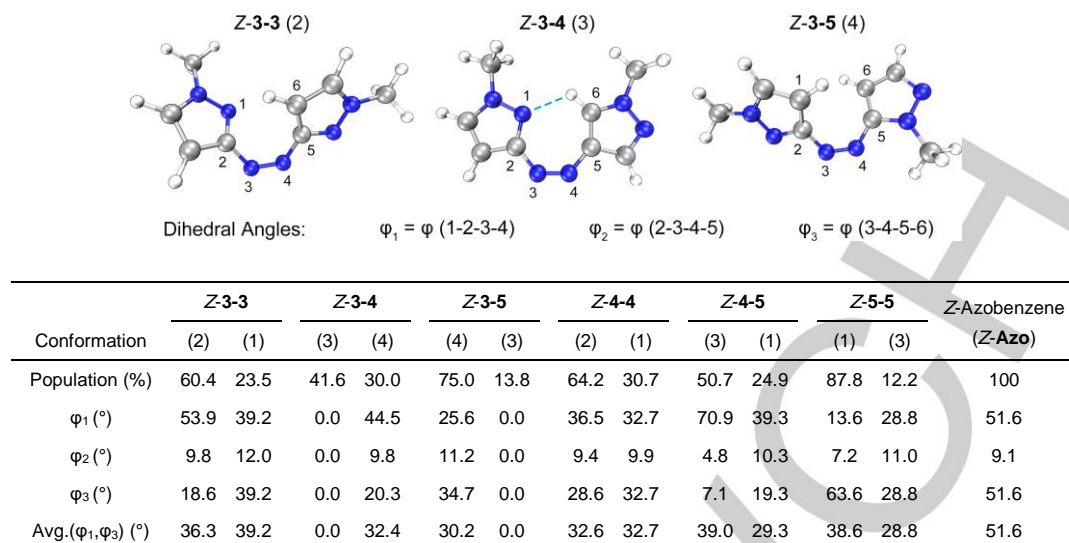 Z-3-3 (2) Z-3-4 (3) Z-3-5 (4)
1 6 2 5 3 4
1 6 2 5 3 4
6 1 5 2 4 3
Dihedral Angles: φ₁ = φ (1-2-3-4) φ₂ = φ (2-3-4-5) φ₃ = φ (3-4-5-6)
Z-3-3 Z-3-4 Z-3-5 Z-4-4 Z-4-5 Z-5-5 Z-Azobenzene
Conformation (2) (1) (3) (4) (4) (3) (2) (1) (3) (1) (1) (3) (Z-Azo)
Population (%) 60.4 23.5 41.6 30.0 75.0 13.8 64.2 30.7 50.7 24.9 87.8 12.2 100
φ₁ (°) 53.9 39.2 0.0 44.5 25.6 0.0 36.5 32.7 70.9 39.3 13.6 28.8 51.6
φ₂ (°) 9.8 12.0 0.0 9.8 11.2 0.0 9.4 9.9 4.8 10.3 7.2 11.0 9.1
φ₃ (°) 18.6 39.2 0.0 20.3 34.7 0.0 28.6 32.7 7.1 19.3 63.6 28.8 51.6
Avg.(φ₁,φ₃) (°) 36.3 39.2 0.0 32.4 30.2 0.0 32.6 32.7 39.0 29.3 38.6 28.8 51.6